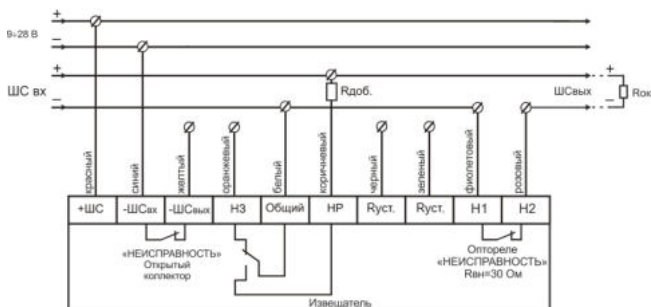 +
9÷28 В
–
+
+
ШС вх
Rдоб.
ШСвых
Rок
–
–
красный
синий
желтый
оранжевый
белый
коричневый
черный
зеленый
фиолетовый
розовый
+ШС
-ШСвх
-ШСвых
НЗ
Общий
НР
Rуст.
Rуст.
Н1
Н2
«НЕИСПРАВНОСТЬ»
Открытый
коллектор
Оптореле
«НЕИСПРАВНОСТЬ»
Rвн=30 Ом
Извещатель